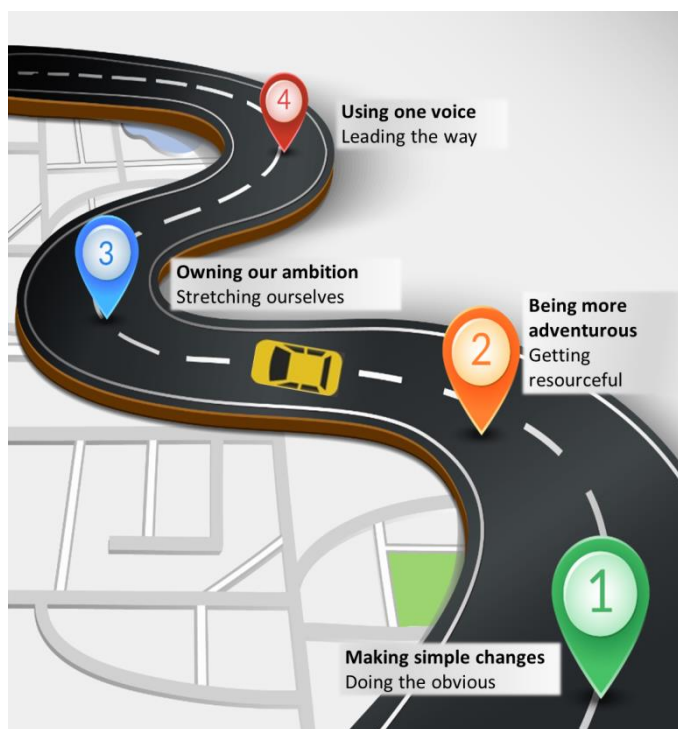 4
Using one voice
Leading the way
3
Owning our ambition
Stretching ourselves
Being more
adventurous
Getting
resourceful
2
1
Making simple changes
Doing the obvious